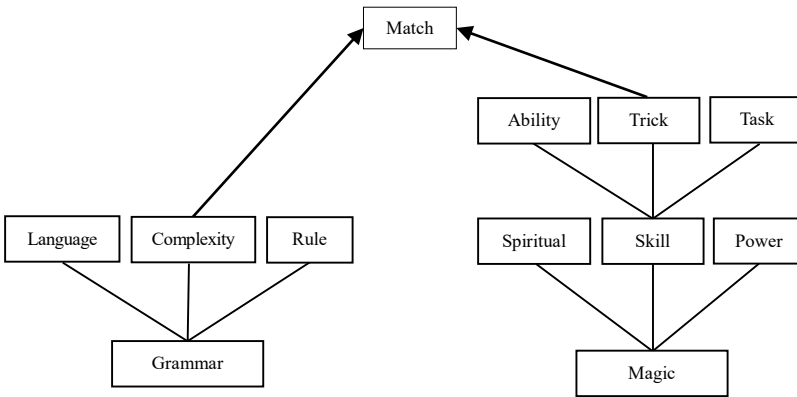 Match
Ability
Trick
Task
Language
Complexity
Rule
Spiritual
Skill
Power
Grammar
Magic